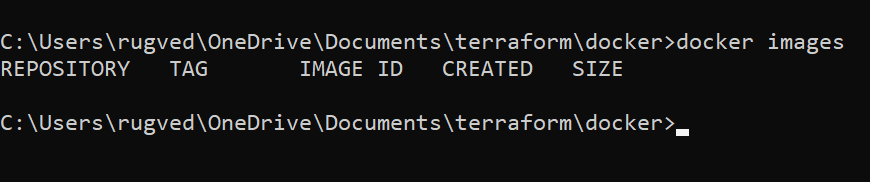 C:\Users\rugved\OneDrive\Documents\terraform\docker>docker images
REPOSITORY   TAG       IMAGE ID   CREATED   SIZE
C:\Users\rugved\OneDrive\Documents\terraform\docker>